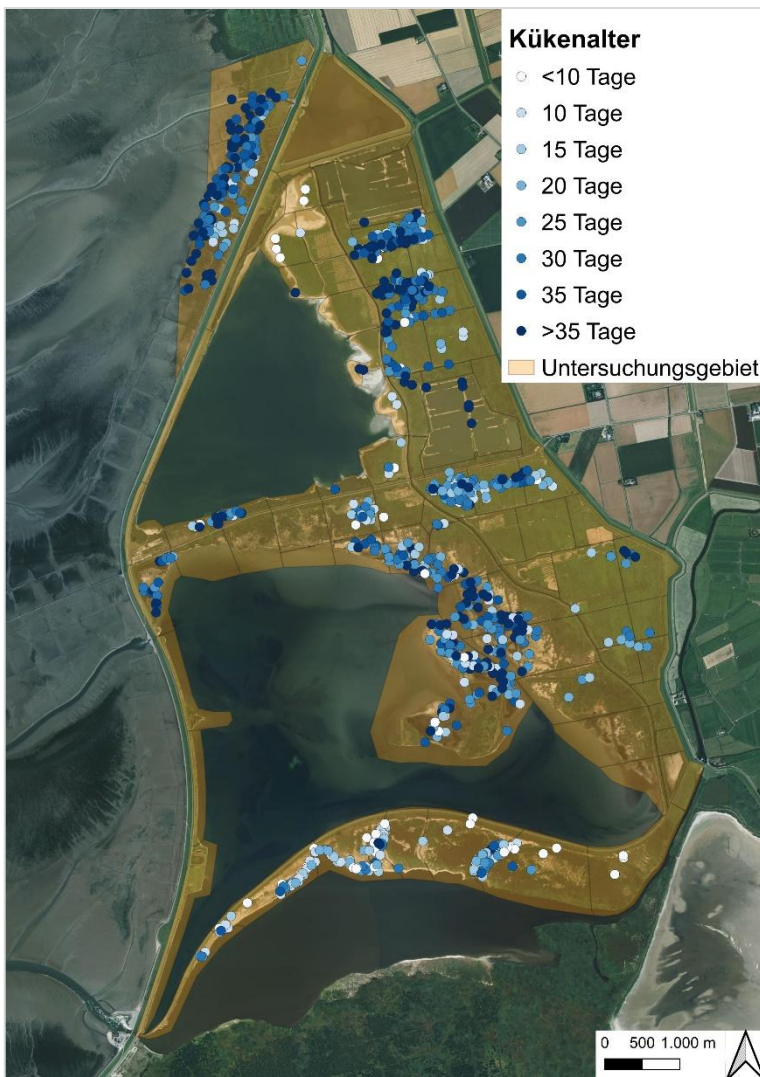 Kükenalter
<10 Tage
10 Tage
15 Tage
20 Tage
25 Tage
30 Tage
35 Tage
>35 Tage
Untersuchungsgebiet
0 500 1.000 m